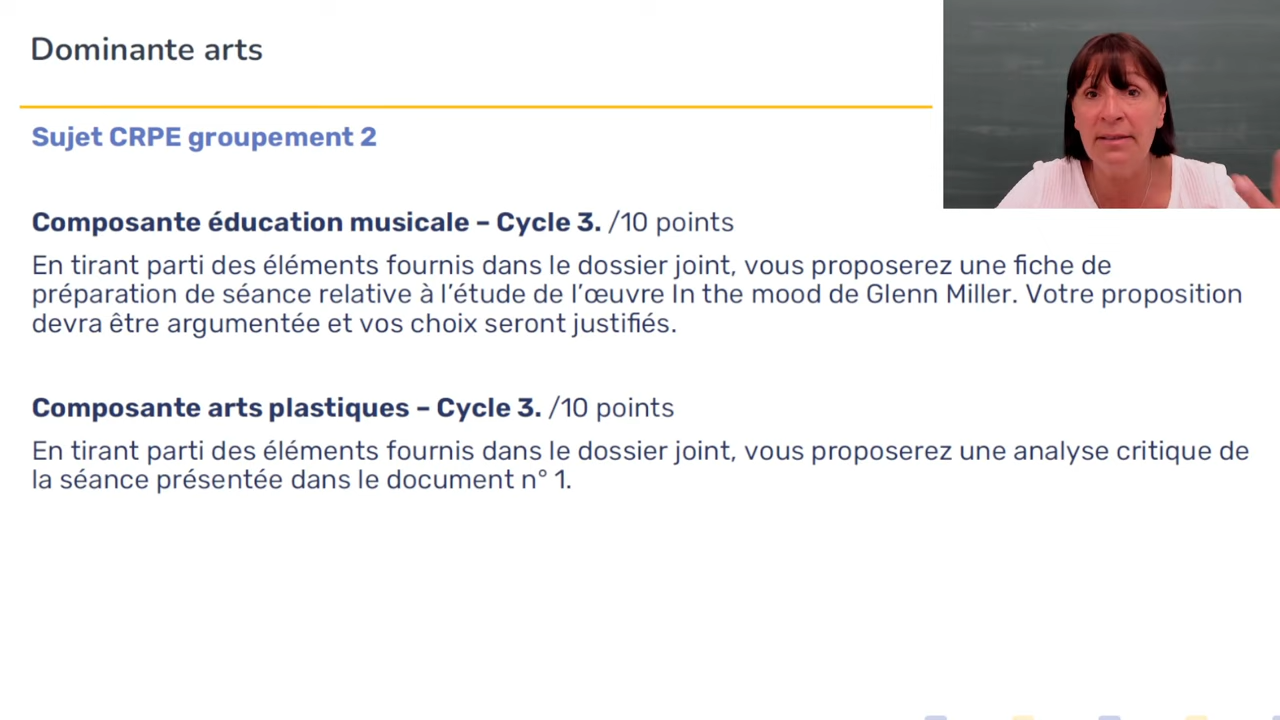 Dominante arts
Sujet CRPE groupement 2
Composante éducation musicale – Cycle 3. /10 points
En tirant parti des éléments fournis dans le dossier joint, vous proposerez une fiche de
préparation de séance relative à l'étude de l'œuvre In the mood de Glenn Miller. Votre proposition
devra être argumentée et vos choix seront justifiés.
Composante arts plastiques – Cycle 3. /10 points
En tirant parti des éléments fournis dans le dossier joint, vous proposerez une analyse critique de
la séance présentée dans le document n° 1.